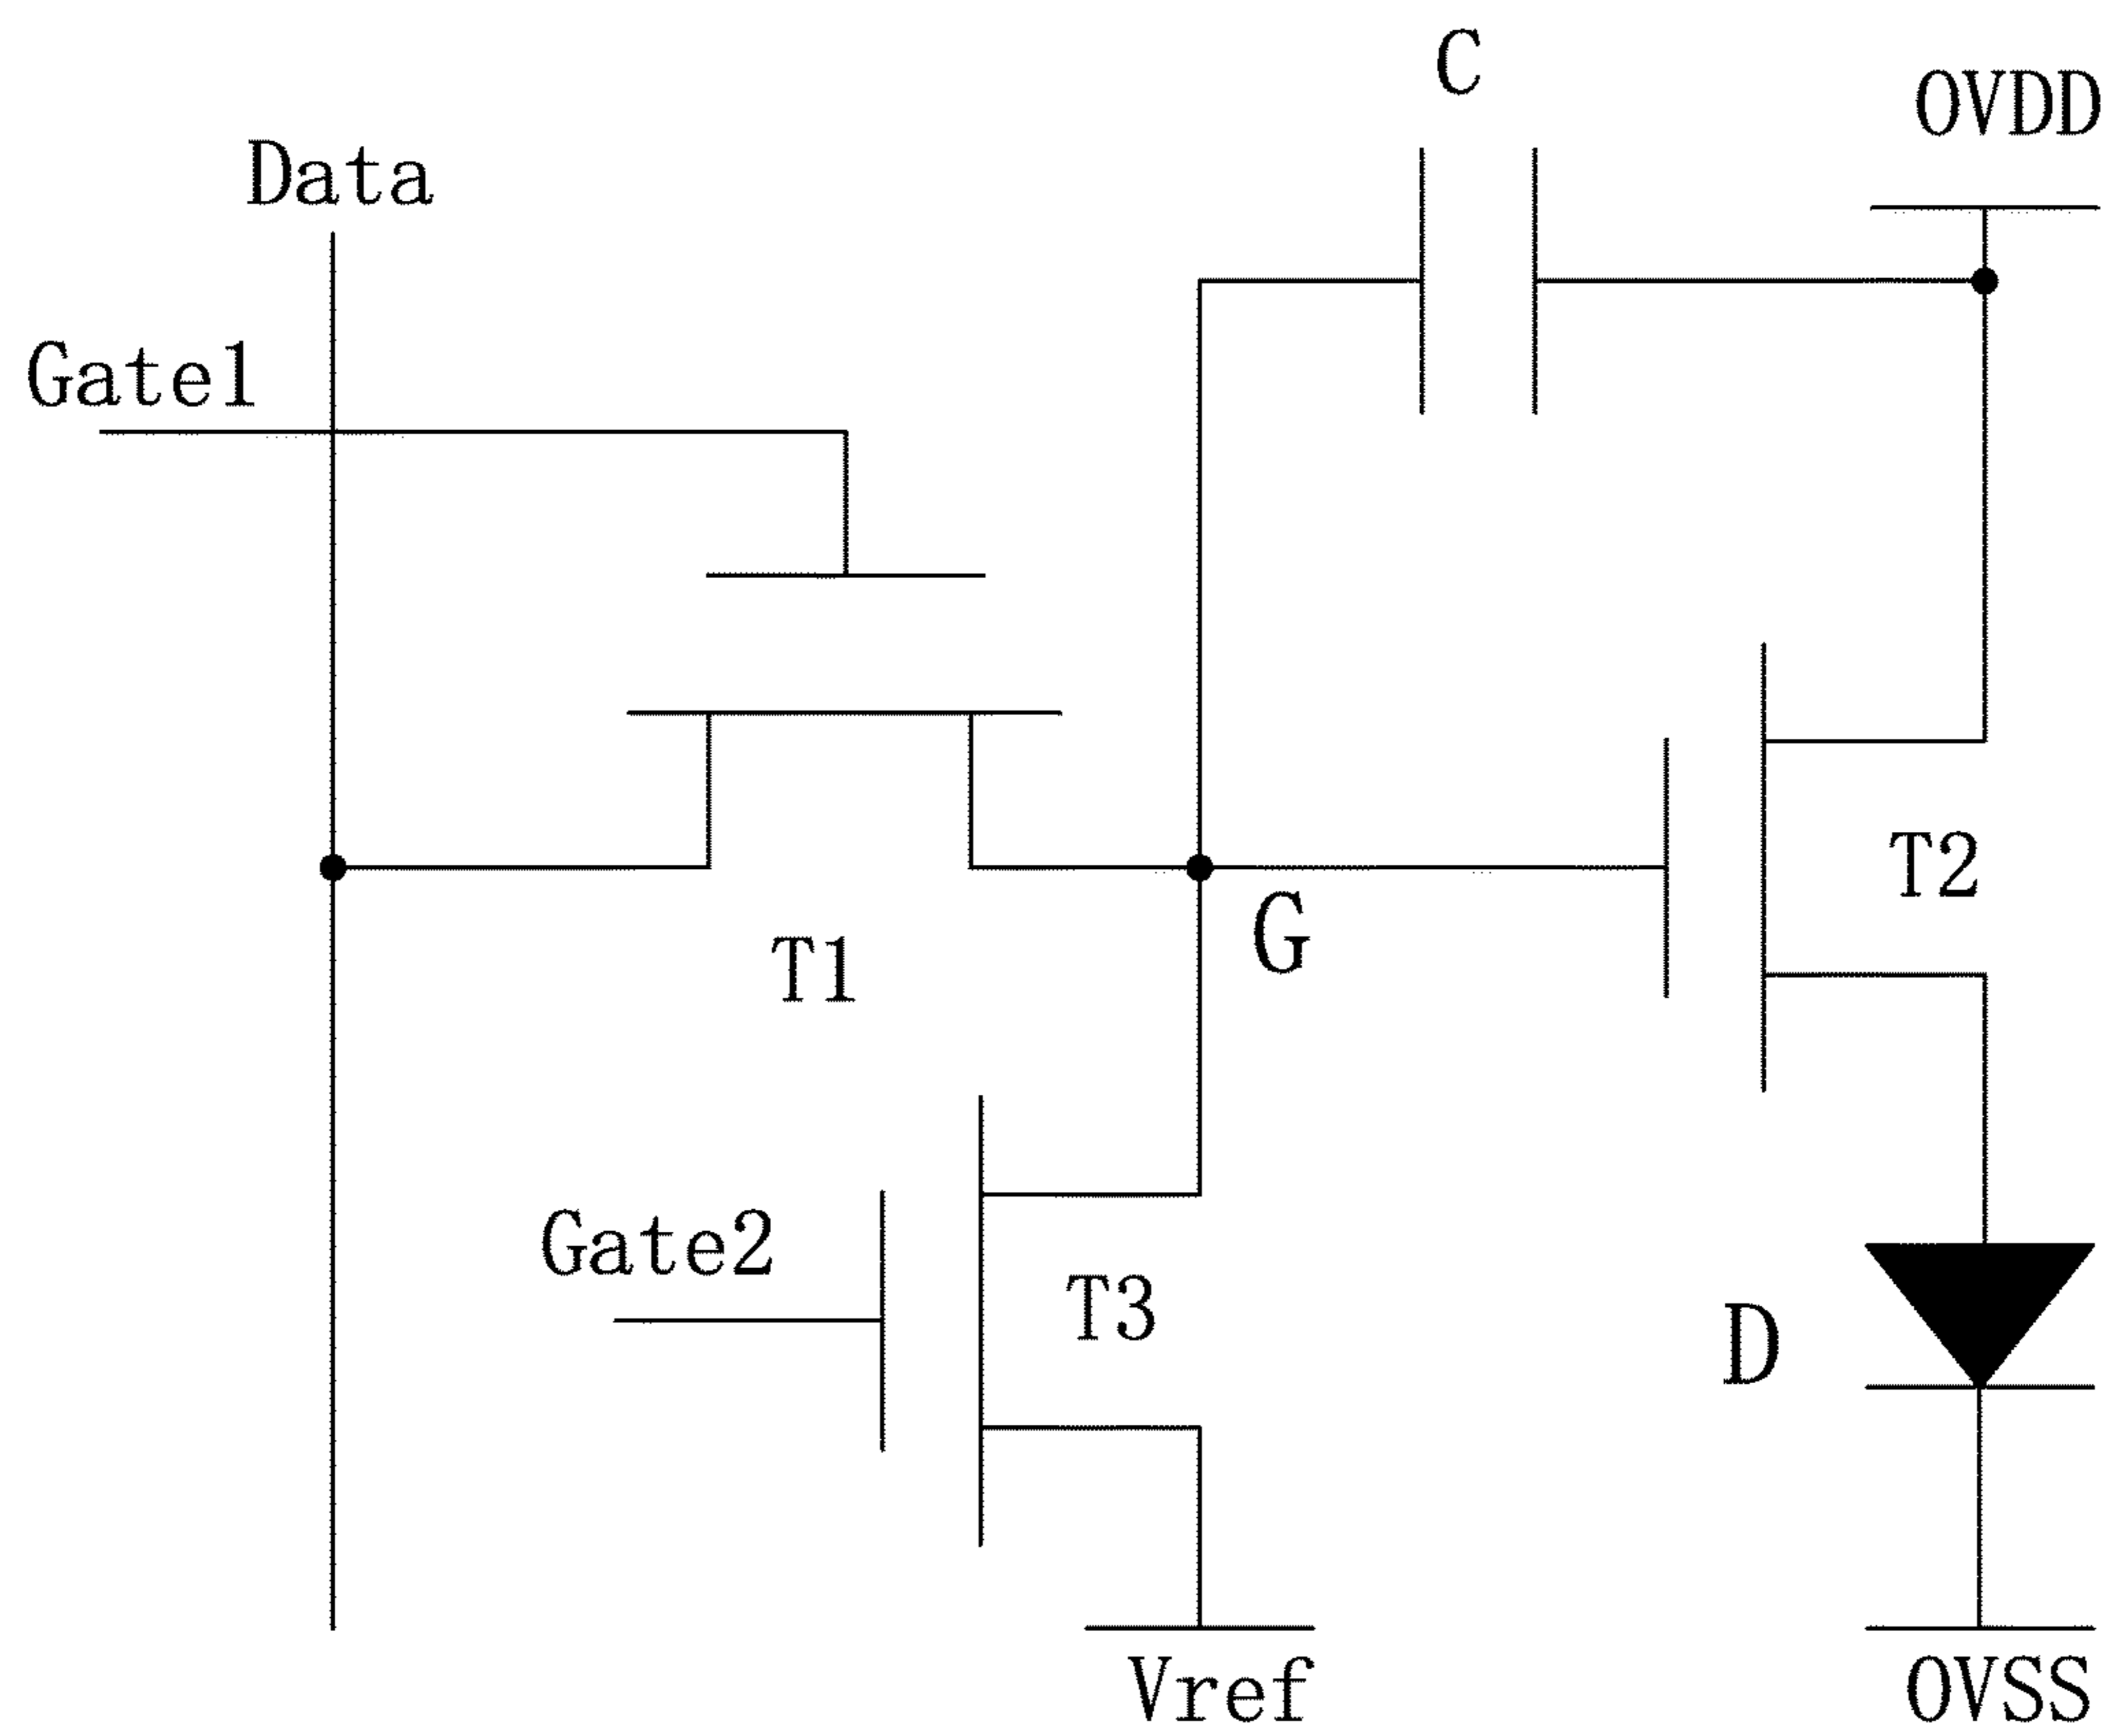 C
OVDD
Data
Gate1
T2
G
T1
Gate2
T3
D
Vref
OVSS